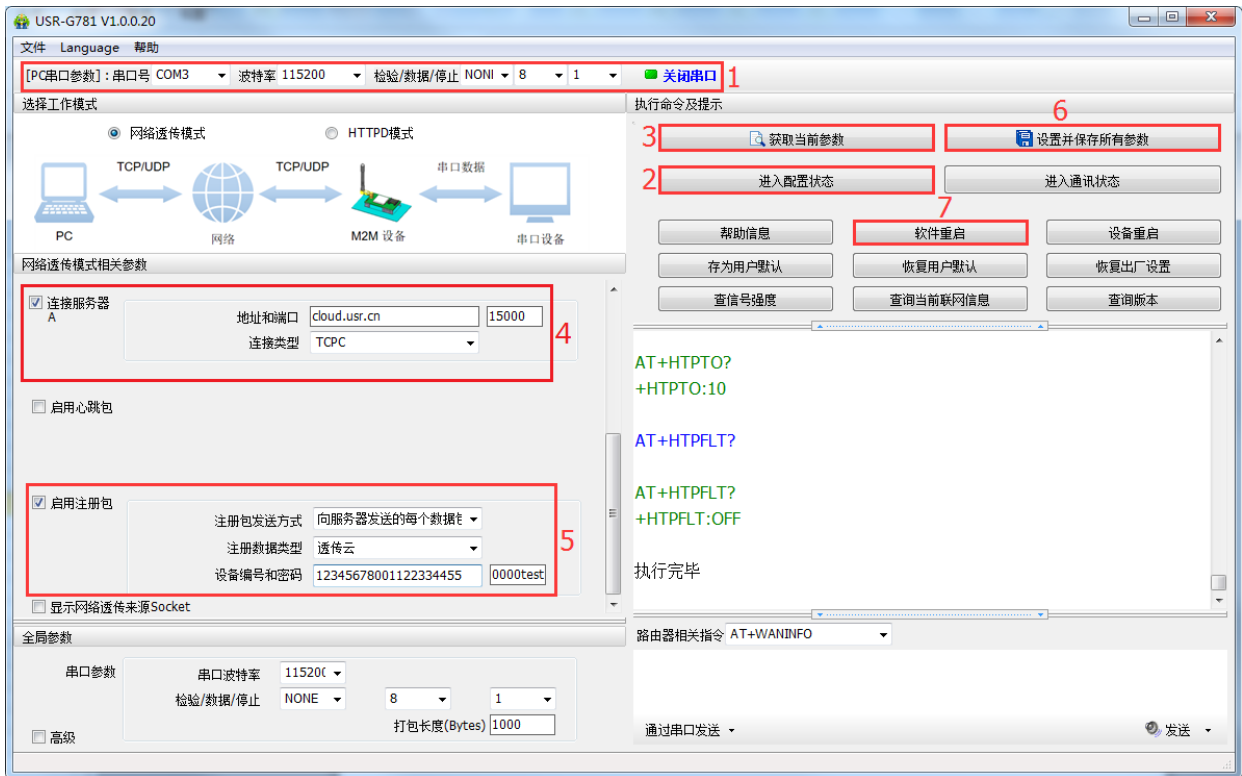 USR-G781 V1.0.0.20
文件 Language 帮助
[PC串口参数]:串口号 COM3 波特率 115200 检验/数据/停止 NONI 8 1 关闭串口 1
选择工作模式
网络透传模式 HTTPD模式
TCP/UDP TCP/UDP 串口数据
PC 网络 M2M 设备 串口设备
网络透传模式相关参数
连接服务器
A
地址和端口 cloud.usr.cn 15000
连接类型 TCPC
4
启用心跳包
启用注册包
注册包发送方式 向服务器发送的每个数据包
注册数据类型 透传云
5
设备编号和密码 12345678001122334455 0000test
显示网络透传来源Socket
全局参数
串口参数 串口波特率 115200
检验/数据/停止 NONE 8 1
打包长度(Bytes) 1000
高级
执行命令及提示
6
3 获取当前参数 设置并保存所有参数
2 进入配置状态 进入通讯状态
7
帮助信息 软件重启 设备重启
存为用户默认 恢复用户默认 恢复出厂设置
查信号强度 查询当前联网信息 查询版本
AT+HTPTO?
+HTPTO:10
AT+HTPFLT?
AT+HTPFLT?
+HTPFLT:OFF
执行完毕
路由器相关指令 AT+WANINFO
通过串口发送 发送